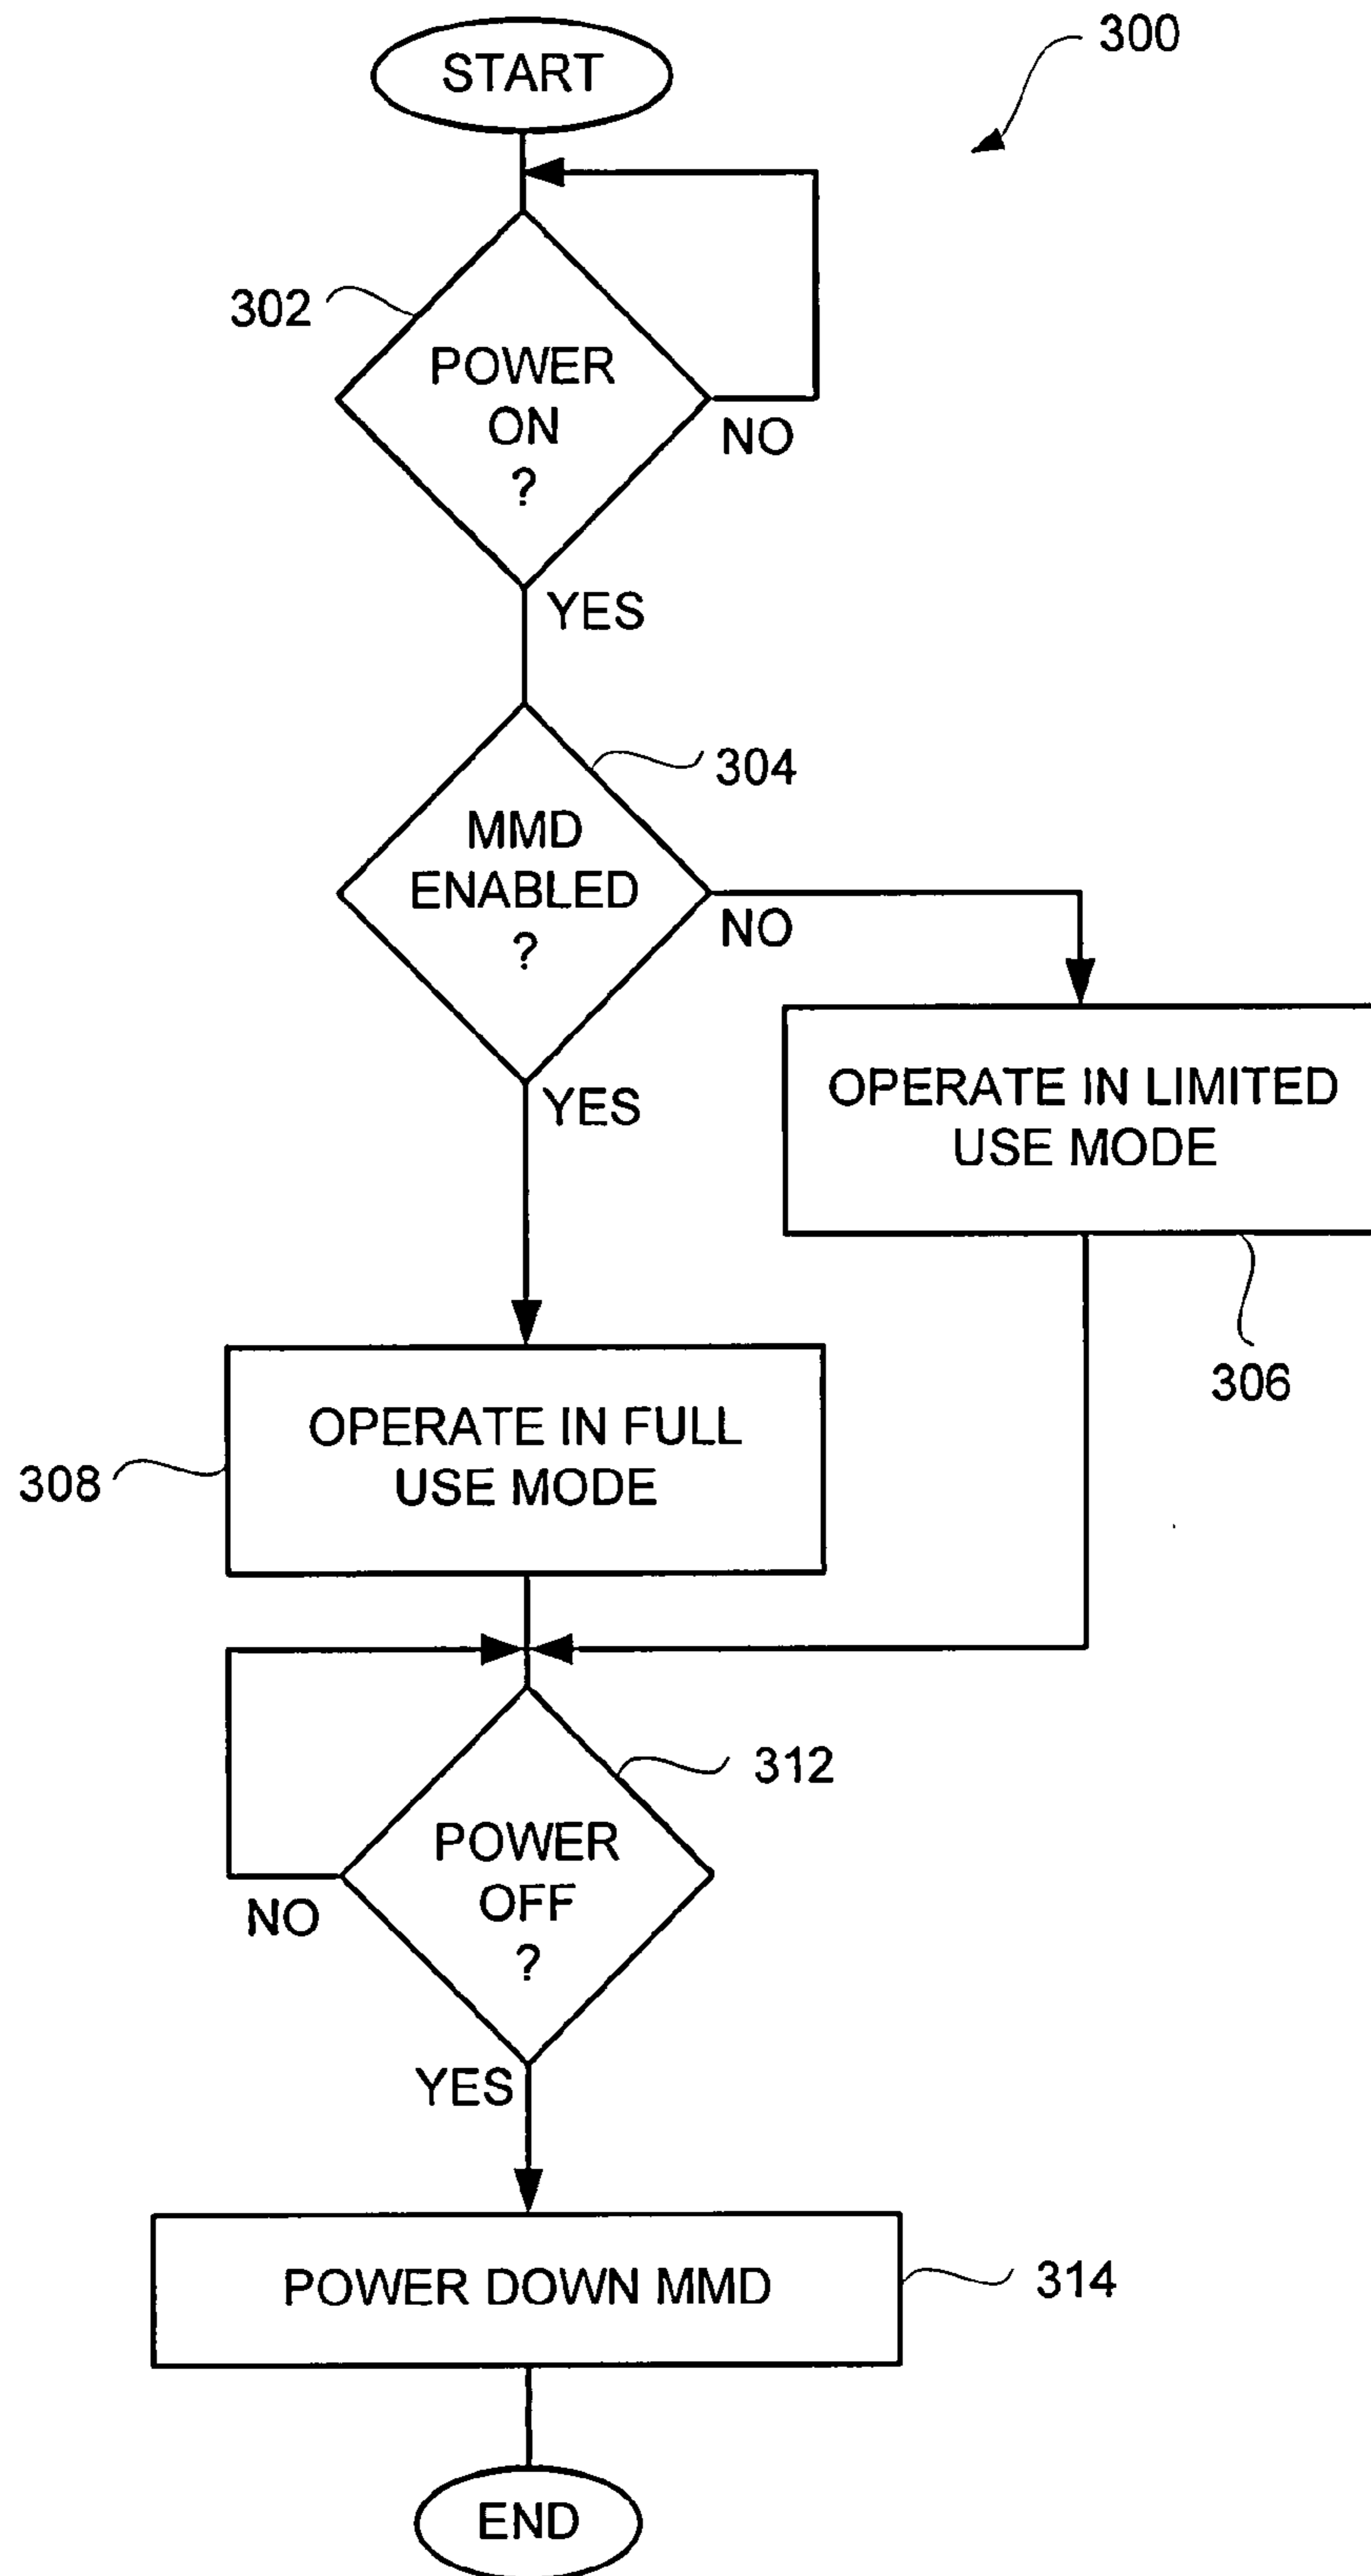 START
300
302
POWER
ON
?
NO
YES
304
MMD
ENABLED
?
NO
YES
OPERATE IN LIMITED
USE MODE
306
OPERATE IN FULL
USE MODE
308
312
POWER
OFF
?
NO
YES
POWER DOWN MMD
314
END